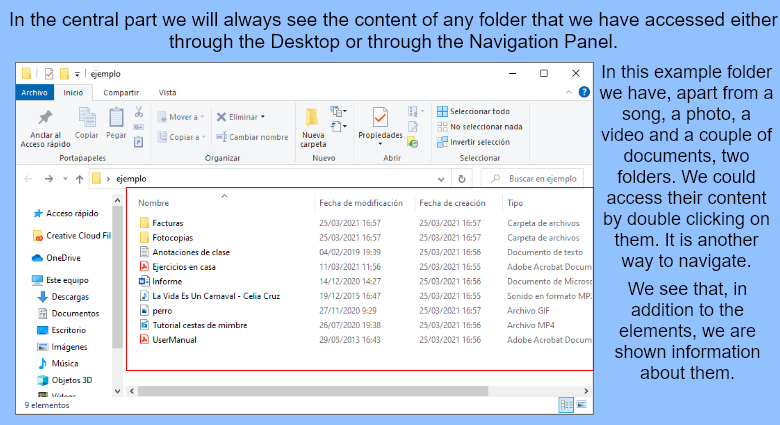 In the central part we will always see the content of any folder that we have accessed either
through the Desktop or through the Navigation Panel.
ejemplo
Archivo Inicio Compartir Vista
Anclar al
Acceso rápido
Copiar
Pegar
Mover a
Copiar a
Eliminar
Cambiar nombre
Nueva
carpeta
Propiedades
Seleccionar todo
No seleccionar nada
Invertir selección
Portapapeles Organizar Nuevo Abrir Seleccionar
ejemplo
Buscar en ejemplo
Acceso rápido
Creative Cloud Fil
OneDrive
Este equipo
Descargas
Documentos
Escritorio
Imágenes
Música
Objetos 3D
Vídeos
Nombre Fecha de modificación Fecha de creación Tipo
Facturas 25/03/2021 16:57 25/03/2021 16:57 Carpeta de archivos
Fotocopias 25/03/2021 16:57 25/03/2021 16:57 Carpeta de archivos
Anotaciones de clase 04/02/2019 19:39 25/03/2021 16:56 Documento de texto
Ejercicios en casa 11/03/2021 11:56 25/03/2021 16:55 Adobe Acrobat Docum
Informe 14/12/2020 14:27 25/03/2021 16:56 Documento de Micros
La Vida Es Un Carnaval - Celia Cruz 19/12/2015 16:47 25/03/2021 16:55 Sonido en formato MP
perro 27/11/2020 9:29 25/03/2021 16:57 Archivo GIF
Tutorial cestas de mimbre 26/07/2020 19:38 25/03/2021 16:56 Archivo MP4
UserManual 29/05/2013 16:43 25/03/2021 16:56 Adobe Acrobat Docum
9 elementos
In this example folder
we have, apart from a
song, a photo, a
video and a couple of
documents, two
folders. We could
access their content
by double clicking on
them. It is another
way to navigate.
We see that, in
addition to the
elements, we are
shown information
about them.